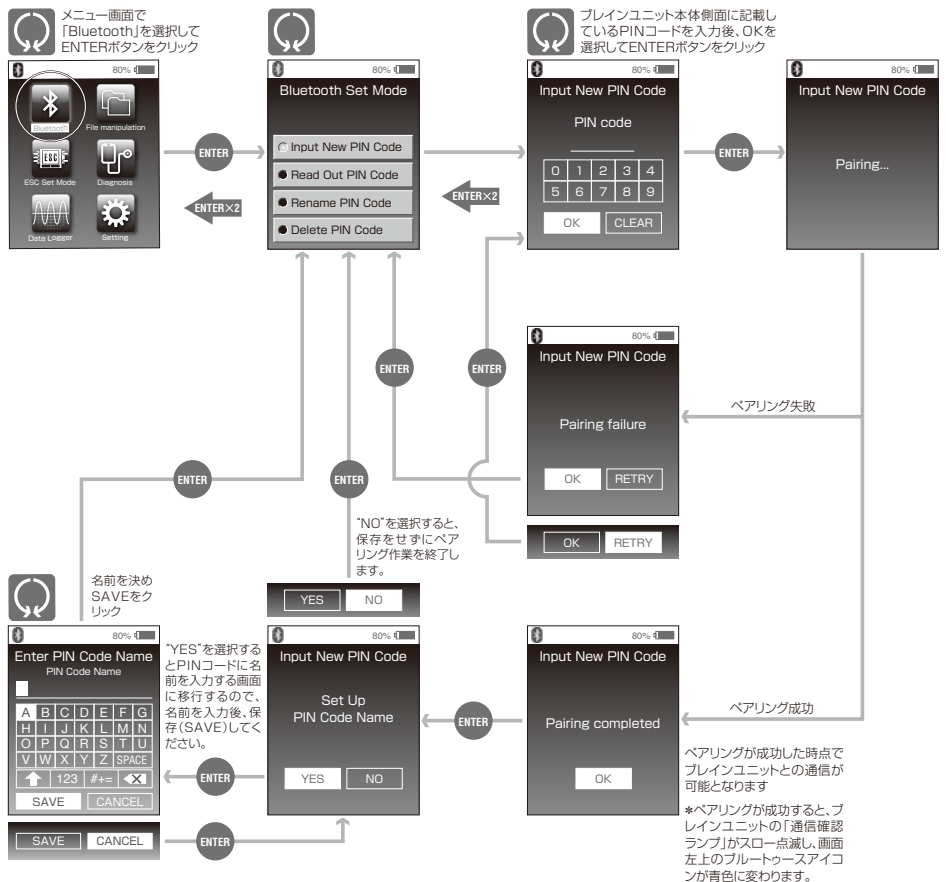 メニュー画面で
「Bluetooth」を選択して
ENTERボタンをクリック
80%
Bluetooth
File manipulation
ESC
ESC Set Mode
Diagnosis
Data Logger
Setting
ENTER
ENTER×2
80%
Bluetooth Set Mode
Input New PIN Code
Read Out PIN Code
Rename PIN Code
Delete PIN Code
ENTER×2
ブレインユニット本体側面に記載し
ているPINコードを入力後、OKを
選択してENTERボタンをクリック
80%
Input New PIN Code
PIN code
0 1 2 3 4
5 6 7 8 9
OK CLEAR
ENTER
80%
Input New PIN Code
Pairing...
ENTER
ENTER
80%
Input New PIN Code
Pairing failure
OK RETRY
OK RETRY
ペアリング失敗
ENTER
ENTER
"NO"を選択すると、
保存をせずにペア
リング作業を終了し
ます。
YES NO
名前を決め
SAVEをク
リック
80%
Enter PIN Code Name
PIN Code Name
A B C D E F G
H I J K L M N
O P Q R S T U
V W X Y Z SPACE
123 #+=
SAVE CANCEL
SAVE CANCEL
"YES"を選択する
とPINコードに名
前を入力する画面
に移行するので、
名前を入力後、保
存(SAVE)してく
ださい。
ENTER
ENTER
80%
Input New PIN Code
Set Up
PIN Code Name
YES NO
ENTER
80%
Input New PIN Code
Pairing completed
OK
ペアリング成功
ペアリングが成功した時点で
ブレインユニットとの通信が
可能となります
*ペアリングが成功すると、ブ
レインユニットの「通信確認
ランプ」がスロー点滅し、画面
左上のブルートゥースアイコ
ンが青色に変わります。